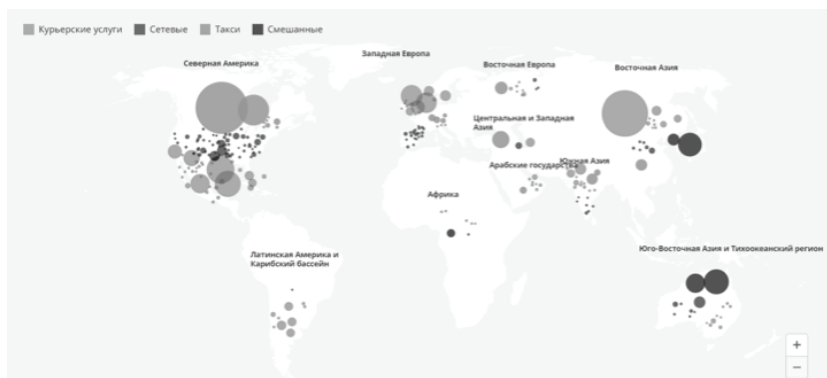 Курьерские услуги Сетевые Такси Смешанные
Западная Европа
Северная Америка
Восточная Европа
Восточная Азия
Центральная и Западная
Азия
Южная Азия
Арабские государства
Африка
Латинская Америка и
Карибский бассейн
Юго-Восточная Азия и Тихоокеанский регион
+
−